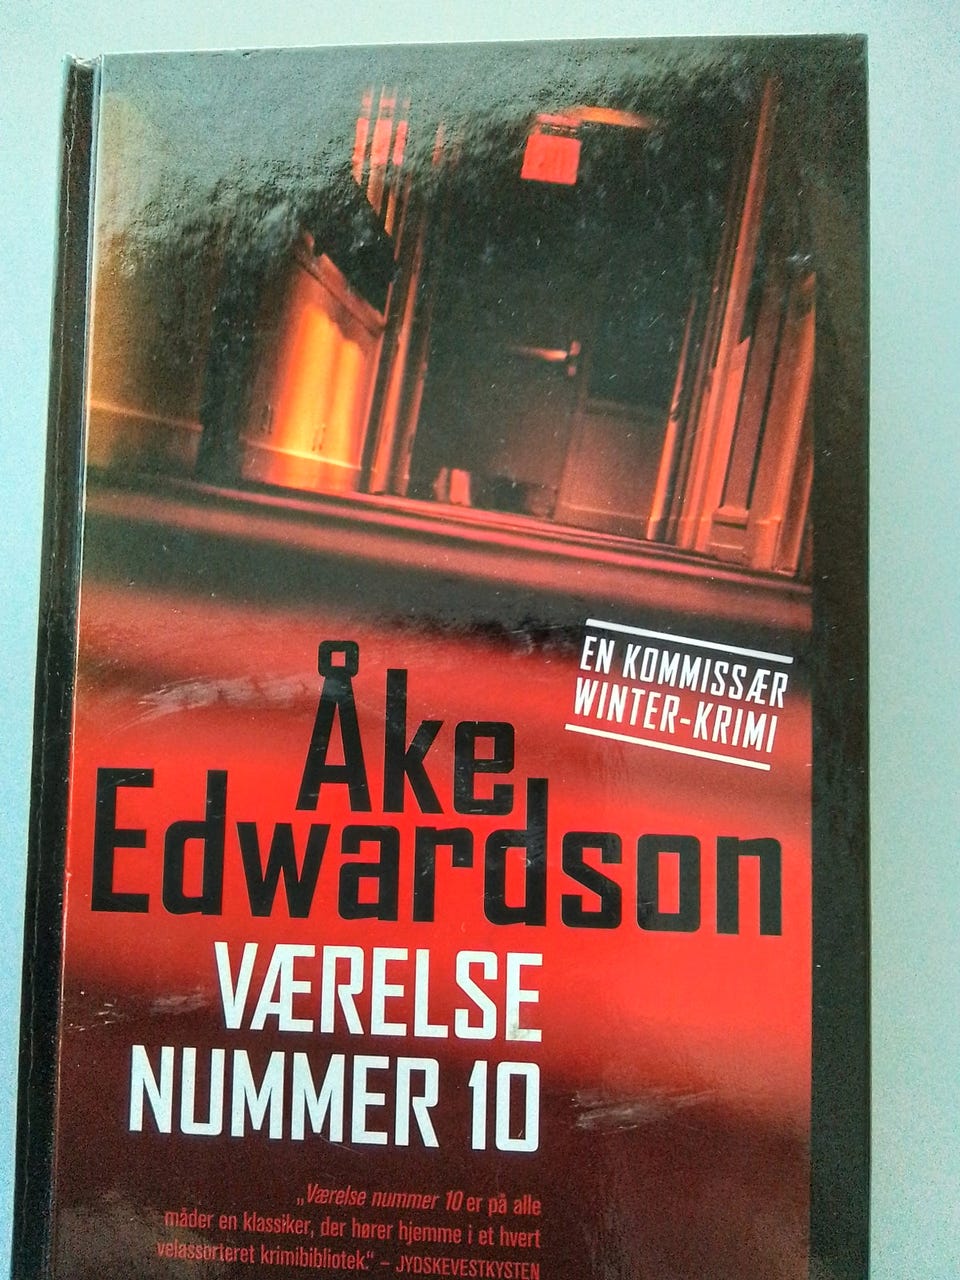 EN KOMMISSÆR
WINTER-KRIMI
Åke
Edwardson
VÆRELSE
NUMMER 10
„Værelse nummer 10 er på alle
måder en klassiker, der hører hjemme i et hvert
velassorteret krimibibliotek.“ – JYDSKEVESTKYSTEN